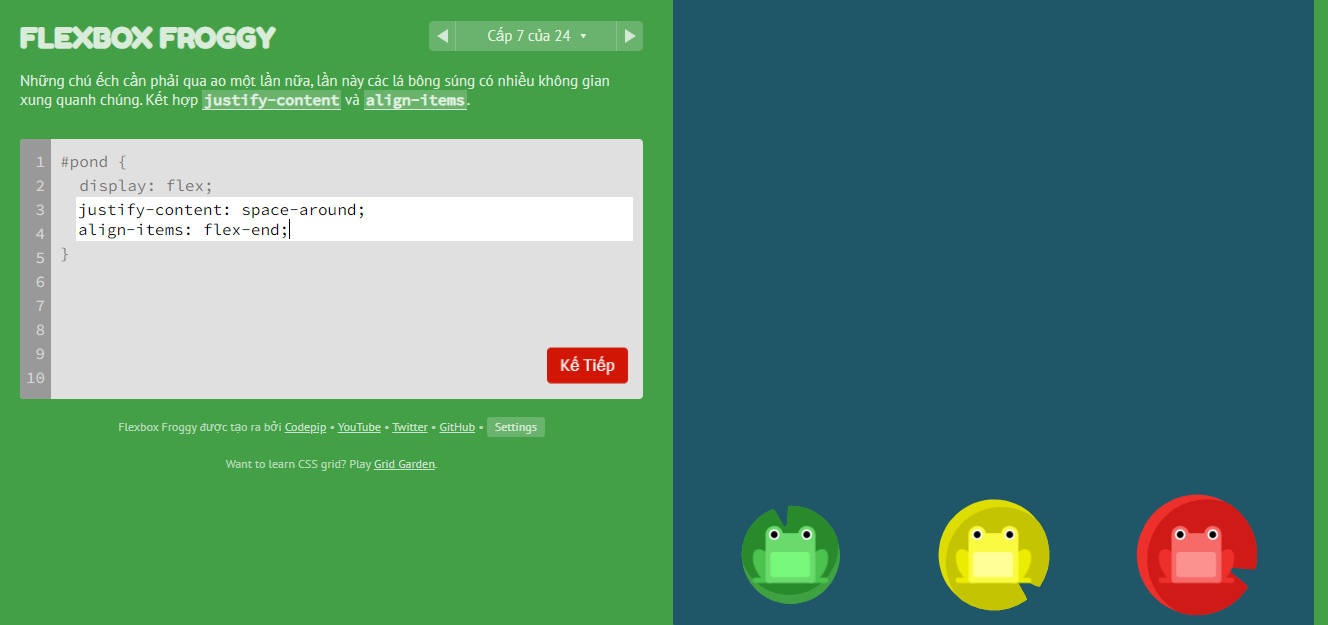 FLEXBOX FROGGY
Cấp 7 của 24
Những chú ếch cần phải qua ao một lần nữa, lần này các lá bông súng có nhiều không gian
xung quanh chúng. Kết hợp justify-content và align-items.
1 #pond {
2 display: flex;
3 justify-content: space-around;
4 align-items: flex-end;
5 }
6
7
8
9
10
Kế Tiếp
Flexbox Froggy được tạo ra bởi Codepip • YouTube • Twitter • GitHub • Settings
Want to learn CSS grid? Play Grid Garden.